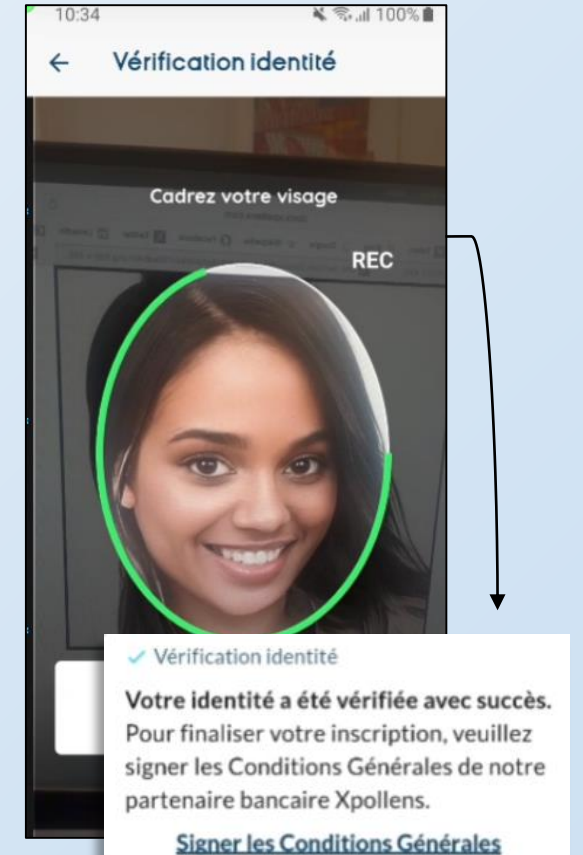 10:34
100%
Vérification identité
Cadrez votre visage
REC
Vérification identité
Votre identité a été vérifiée avec succès.
Pour finaliser votre inscription, veuillez
signer les Conditions Générales de notre
partenaire bancaire Xpollens.
Signer les Conditions Générales